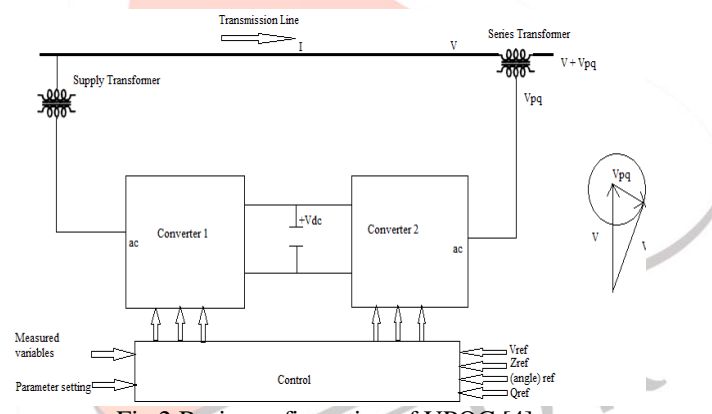 Transmission Line
I
V
Series Transformer
V + Vpq
Supply Transformer
Vpq
Vpq
V
+Vdc
Converter 1
Converter 2
ac
ac
Measured
variables
Parameter setting
Control
Vref
Zref
(angle) ref
Qref